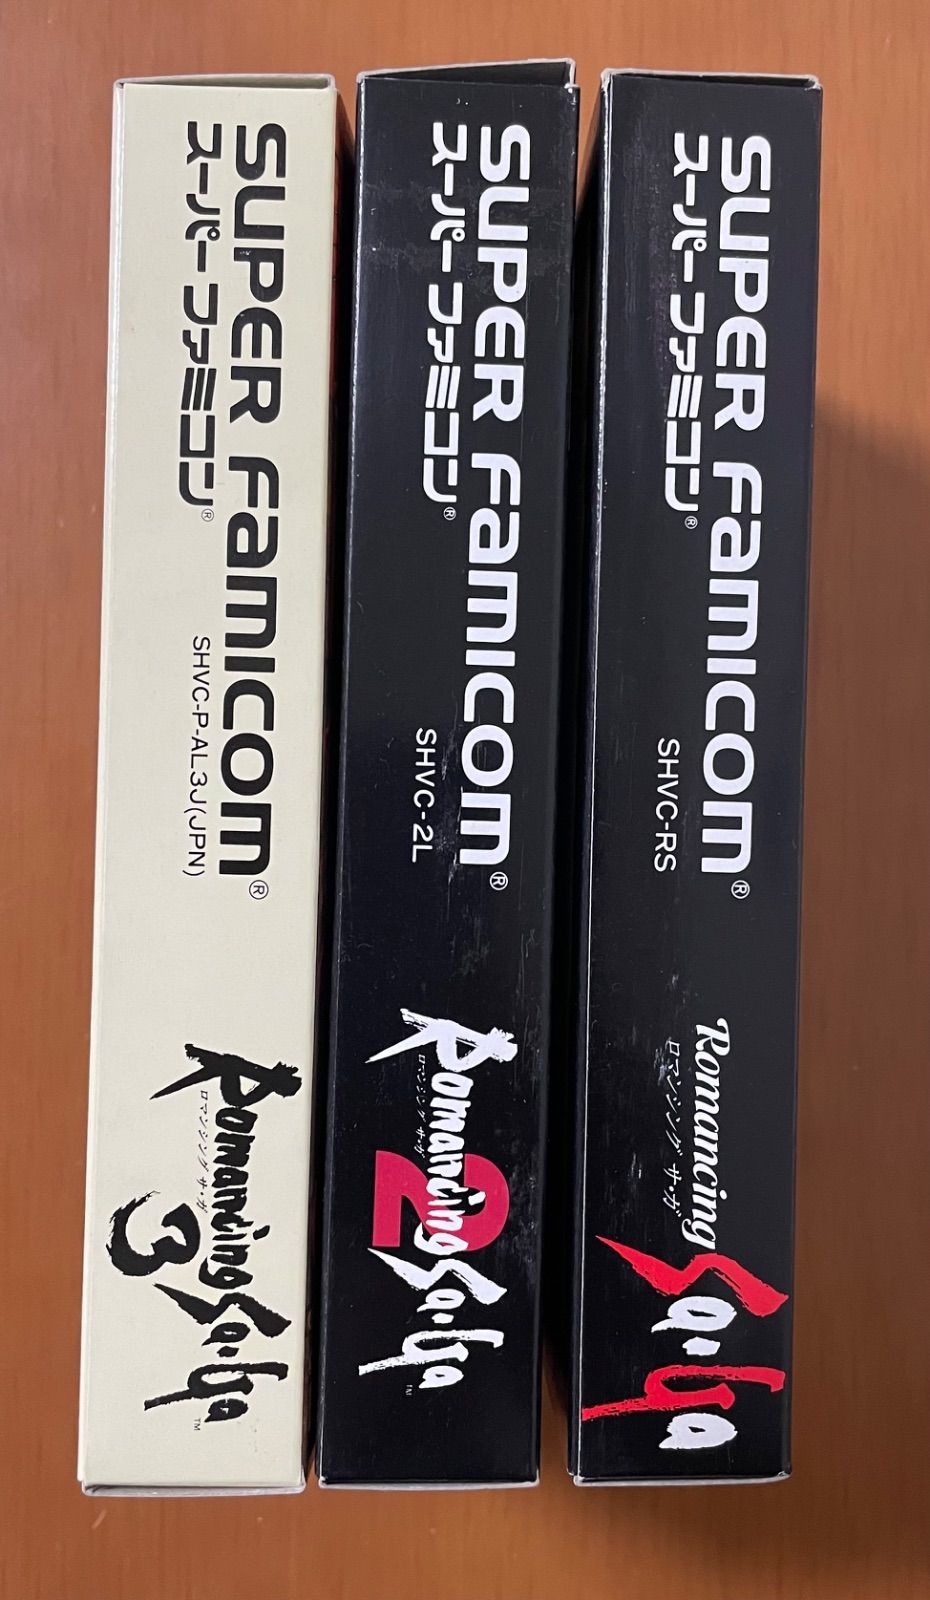 SUPER FamICOM®
スーパーファミコン®
SHVC-P-AL3J(JPN)
Romancing Sa·Ga
ロマンシング サ・ガ
3
™
SUPER FamICOM®
スーパーファミコン®
SHVC-2L
Romancing Sa·Ga
ロマンシング サ・ガ
2
™
SUPER FamICOM®
スーパーファミコン®
SHVC-RS
Romancing
ロマンシング サ・ガ
Sa·Ga